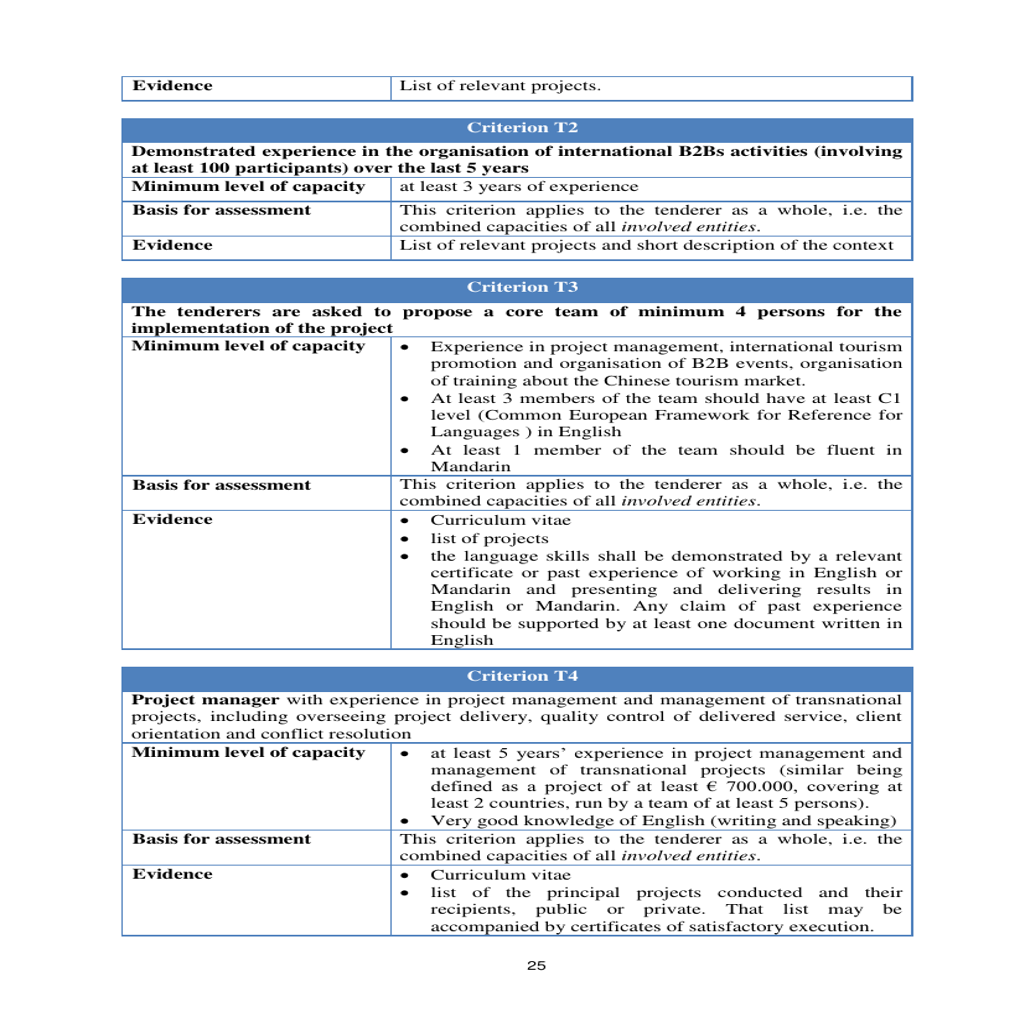 Evidence List of relevant projects.
Criterion T2
Demonstrated experience in the organisation of international B2Bs activities (involving
at least 100 participants) over the last 5 years
Minimum level of capacity at least 3 years of experience
Basis for assessment This criterion applies to the tenderer as a whole, i.e. the
combined capacities of all involved entities.
Evidence List of relevant projects and short description of the context
Criterion T3
The tenderers are asked to propose a core team of minimum 4 persons for the
implementation of the project
Minimum level of capacity • Experience in project management, international tourism
promotion and organisation of B2B events, organisation
of training about the Chinese tourism market.
• At least 3 members of the team should have at least C1
level (Common European Framework for Reference for
Languages ) in English
• At least 1 member of the team should be fluent in
Mandarin
Basis for assessment This criterion applies to the tenderer as a whole, i.e. the
combined capacities of all involved entities.
Evidence • Curriculum vitae
• list of projects
• the language skills shall be demonstrated by a relevant
certificate or past experience of working in English or
Mandarin and presenting and delivering results in
English or Mandarin. Any claim of past experience
should be supported by at least one document written in
English
Criterion T4
Project manager with experience in project management and management of transnational
projects, including overseeing project delivery, quality control of delivered service, client
orientation and conflict resolution
Minimum level of capacity • at least 5 years’ experience in project management and
management of transnational projects (similar being
defined as a project of at least € 700.000, covering at
least 2 countries, run by a team of at least 5 persons).
• Very good knowledge of English (writing and speaking)
Basis for assessment This criterion applies to the tenderer as a whole, i.e. the
combined capacities of all involved entities.
Evidence • Curriculum vitae
• list of the principal projects conducted and their
recipients, public or private. That list may be
accompanied by certificates of satisfactory execution.
25